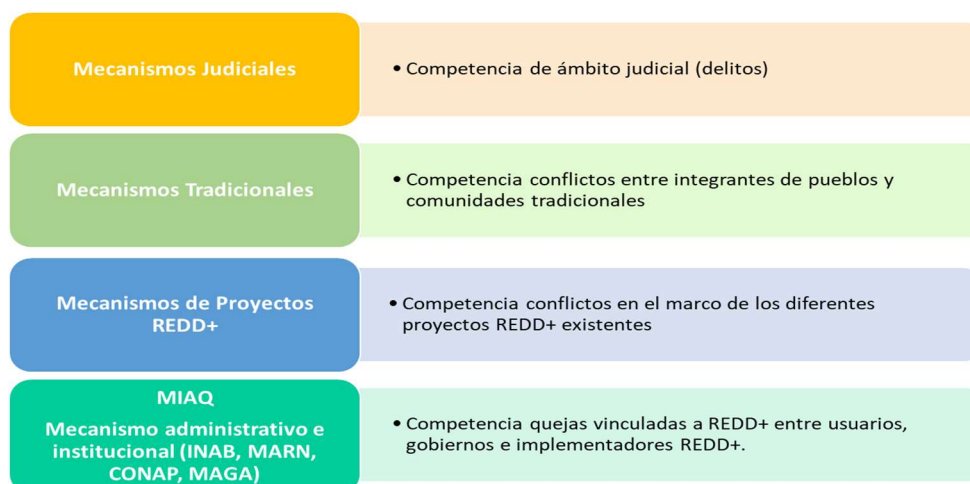 Mecanismos Judiciales
• Competencia de ámbito judicial (delitos)
Mecanismos Tradicionales
• Competencia conflictos entre integrantes de pueblos y
comunidades tradicionales
Mecanismos de Proyectos
REDD+
• Competencia conflictos en el marco de los diferentes
proyectos REDD+ existentes
MIAQ
Mecanismo administrativo e
institucional (INAB, MARN,
CONAP, MAGA)
• Competencia quejas vinculadas a REDD+ entre usuarios,
gobiernos e implementadores REDD+.